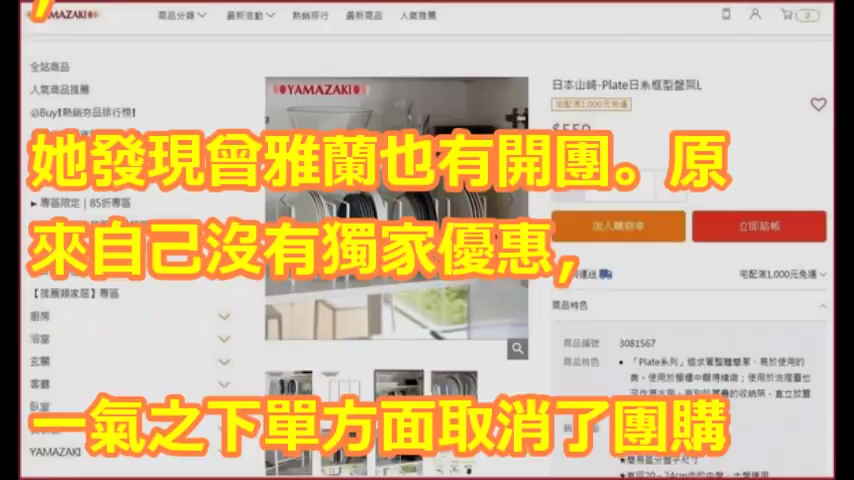 YAMAZAKI
商品分類
最新活動
熱銷排行
最新商品
人氣推薦
0
全站商品
人氣商品推薦
@Buy!熱銷夯品排行榜!
YAMAZAKI
日本山崎-Plate日系框型盤架L
宅配滿1,000元免運
$550
她發現曾雅蘭也有開團。原
►專區限定 | 85折專區
來自己沒有獨家優惠,
加入購物車
立即結帳
運送
宅配滿1,000元免運
【推薦類家居】專區
商品特色
廚房
浴室
玄關
客廳
臥室
商品編號 3081567
商品特色
一氣之下單方面取消了團購
YAMAZAKI